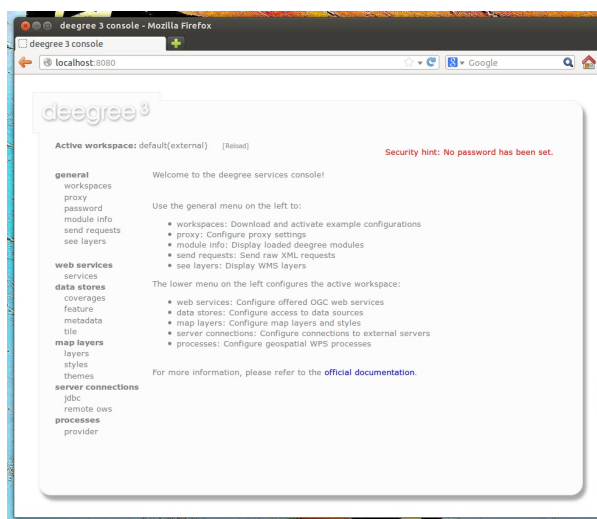 deegree 3 console - Mozilla Firefox
deegree 3 console
localhost:8080
Google
deegree 3
Active workspace: default(external) [Reload]
Security hint: No password has been set.
general
workspaces
proxy
password
module info
send requests
see layers
web services
services
data stores
coverages
feature
metadata
tile
map layers
layers
styles
themes
server connections
jdbc
remote ows
processes
provider
Welcome to the deegree services console!
Use the general menu on the left to:
• workspaces: Download and activate example configurations
• proxy: Configure proxy settings
• module info: Display loaded deegree modules
• send requests: Send raw XML requests
• see layers: Display WMS layers
The lower menu on the left configures the active workspace:
• web services: Configure offered OGC web services
• data stores: Configure access to data sources
• map layers: Configure map layers and styles
• server connections: Configure connections to external servers
• processes: Configure geospatial WPS processes
For more information, please refer to the official documentation.